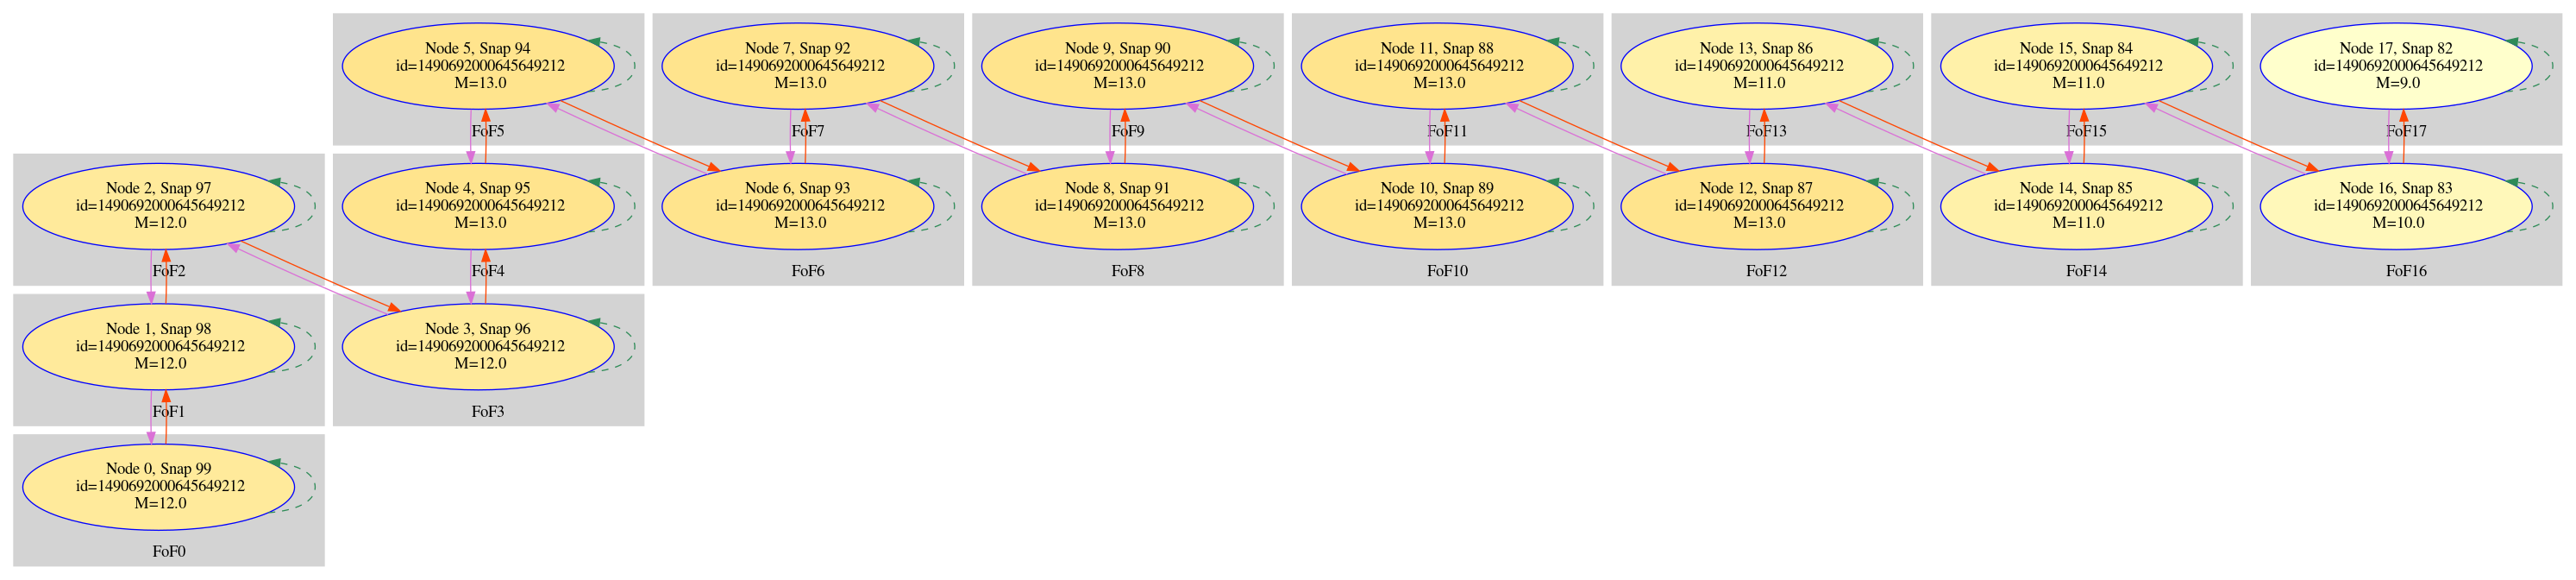 Node 5, Snap 94
id=1490692000645649212
M=13.0
FoF5
Node 7, Snap 92
id=1490692000645649212
M=13.0
FoF7
Node 9, Snap 90
id=1490692000645649212
M=13.0
FoF9
Node 11, Snap 88
id=1490692000645649212
M=13.0
FoF11
Node 13, Snap 86
id=1490692000645649212
M=11.0
FoF13
Node 15, Snap 84
id=1490692000645649212
M=11.0
FoF15
Node 17, Snap 82
id=1490692000645649212
M=9.0
FoF17
Node 2, Snap 97
id=1490692000645649212
M=12.0
FoF2
Node 4, Snap 95
id=1490692000645649212
M=13.0
FoF4
Node 6, Snap 93
id=1490692000645649212
M=13.0
FoF6
Node 8, Snap 91
id=1490692000645649212
M=13.0
FoF8
Node 10, Snap 89
id=1490692000645649212
M=13.0
FoF10
Node 12, Snap 87
id=1490692000645649212
M=13.0
FoF12
Node 14, Snap 85
id=1490692000645649212
M=11.0
FoF14
Node 16, Snap 83
id=1490692000645649212
M=10.0
FoF16
Node 1, Snap 98
id=1490692000645649212
M=12.0
FoF1
Node 3, Snap 96
id=1490692000645649212
M=12.0
FoF3
Node 0, Snap 99
id=1490692000645649212
M=12.0
FoF0